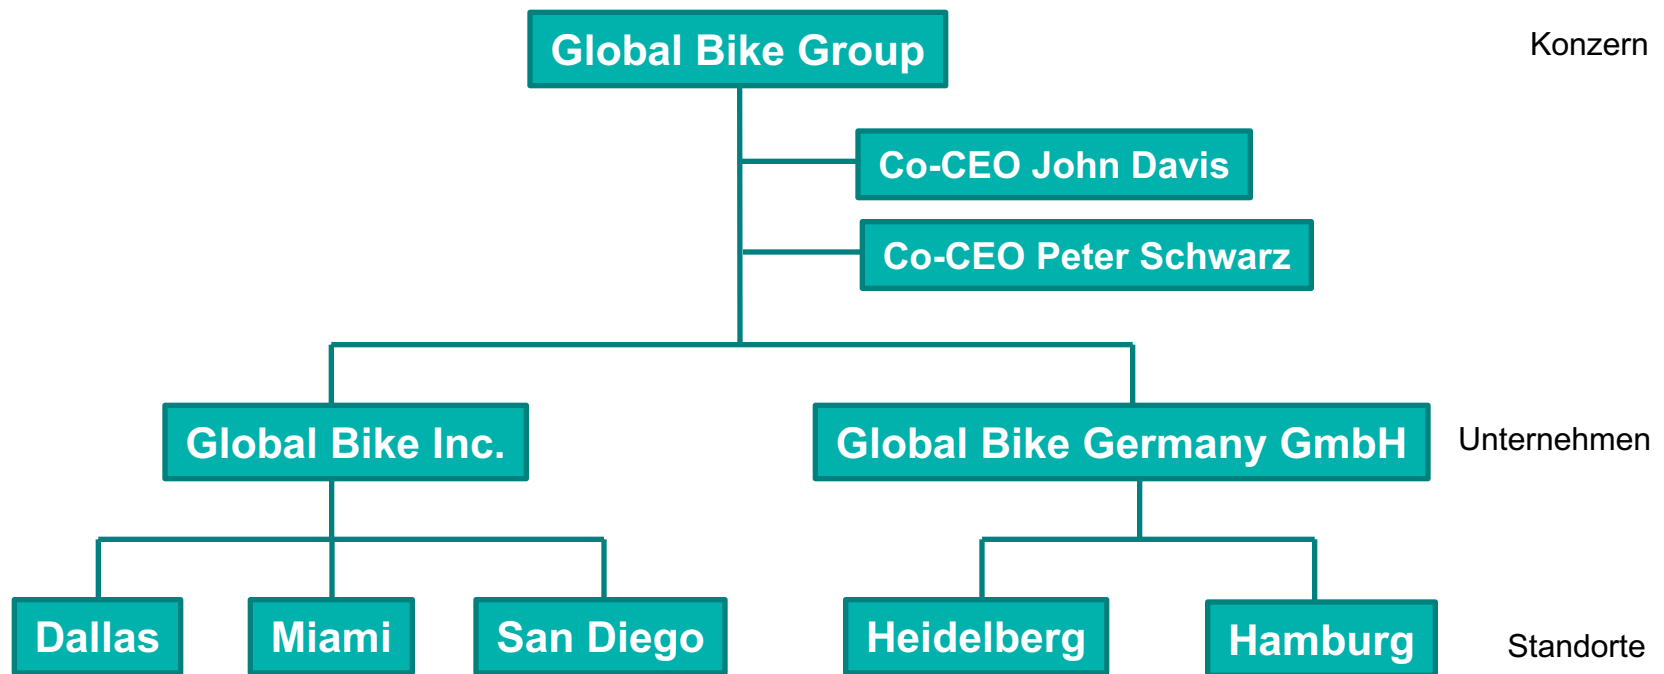 Global Bike Group
Konzern
Co-CEO John Davis
Co-CEO Peter Schwarz
Global Bike Inc.
Global Bike Germany GmbH
Unternehmen
Dallas
Miami
San Diego
Heidelberg
Hamburg
Standorte